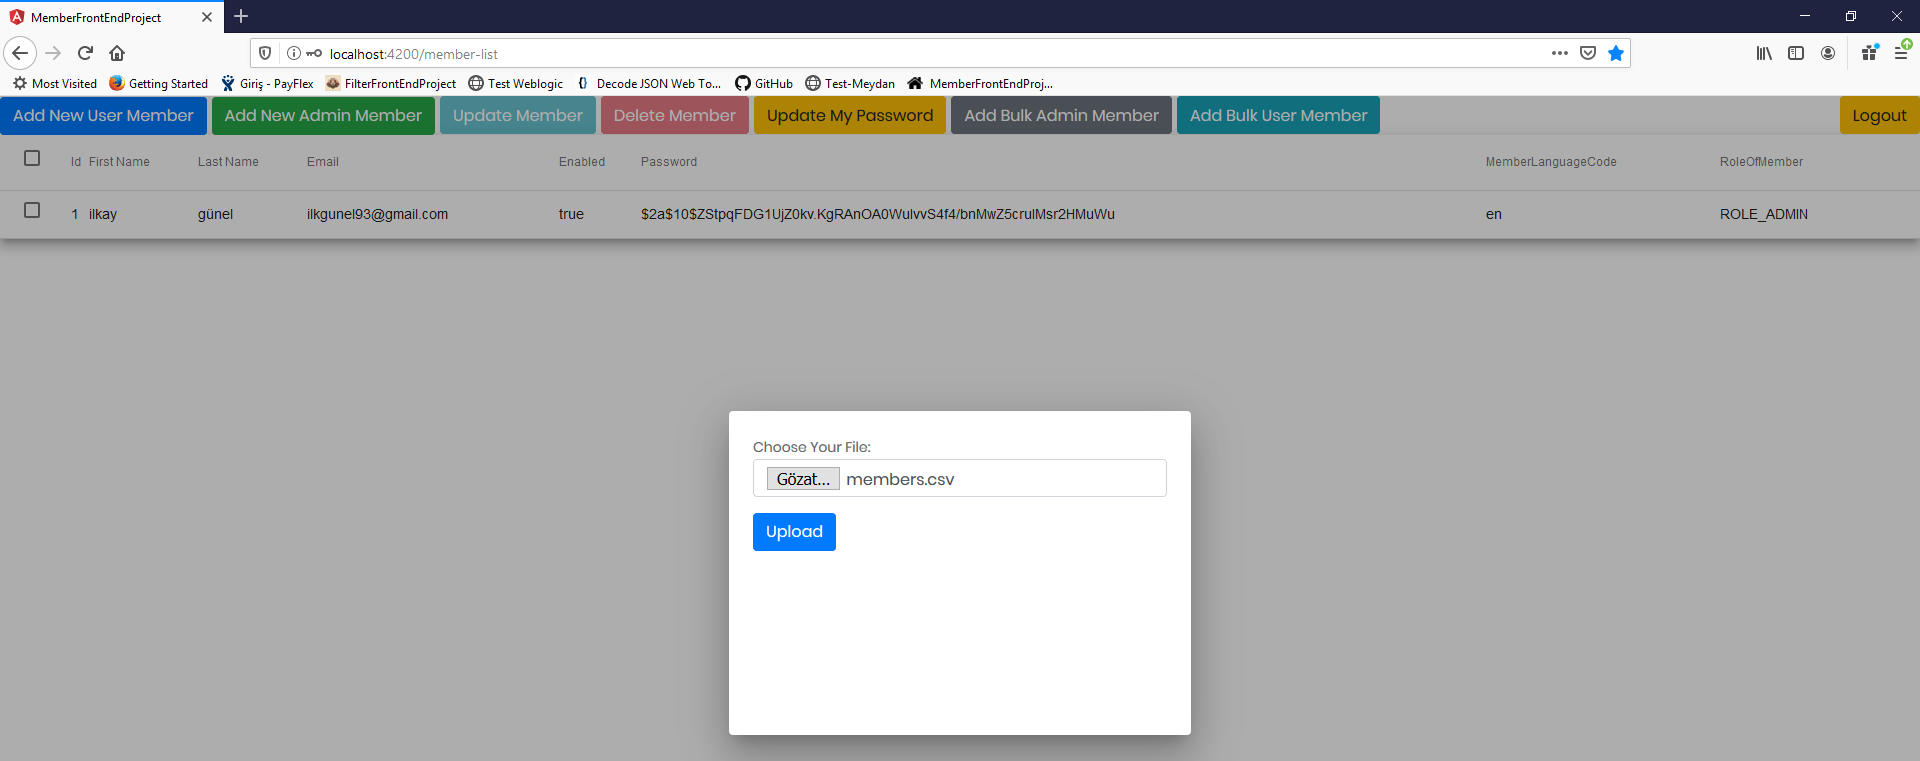 MemberFrontEndProject
localhost:4200/member-list
Most Visited Getting Started Giriş - PayFlex FilterFrontEndProject Test Weblogic Decode JSON Web To... GitHub Test-Meydan MemberFrontEndProj...
Add New User Member Add New Admin Member Update Member Delete Member Update My Password Add Bulk Admin Member Add Bulk User Member Logout
Id First Name Last Name Email Enabled Password MemberLanguageCode RoleOfMember
1 ilkay günel ilkgunel93@gmail.com true $2a$10$ZStpqFDG1UjZ0kv.KgRAnOA0WulvvS4f4/bnMwZ5crulMsr2HMuWu en ROLE_ADMIN
Choose Your File:
Gözat... members.csv
Upload